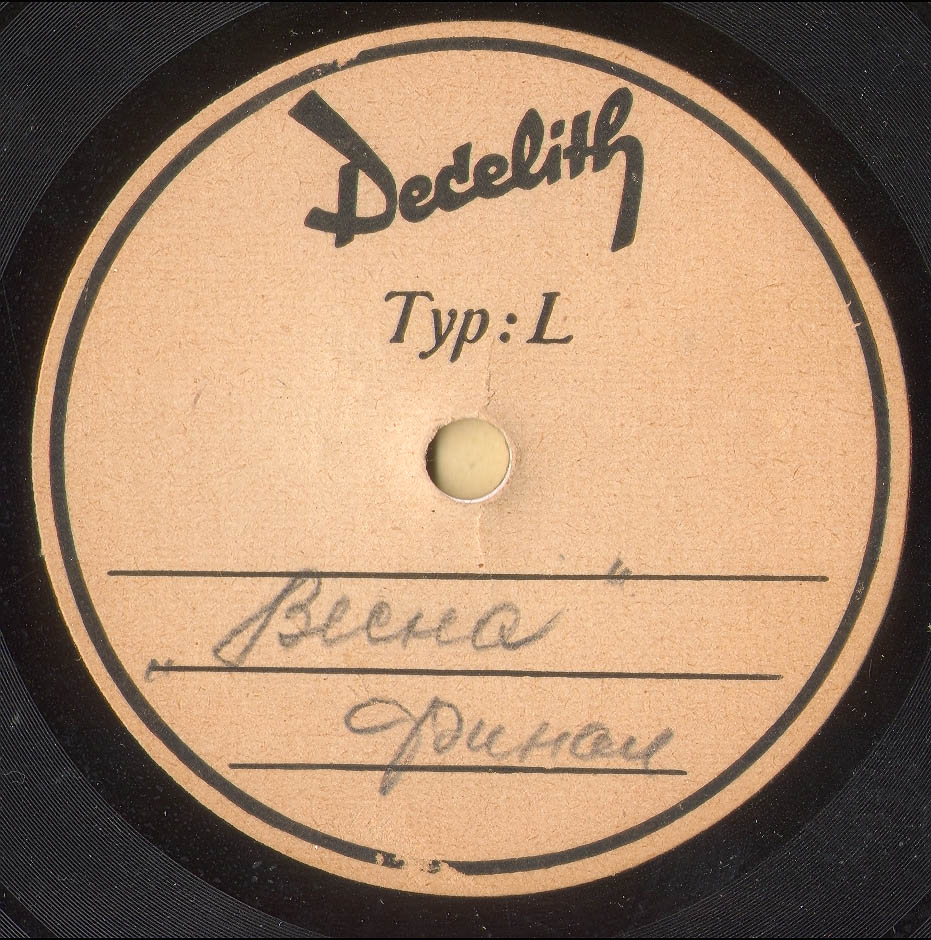 Decelith
Typ: L
„Весна"
Финал